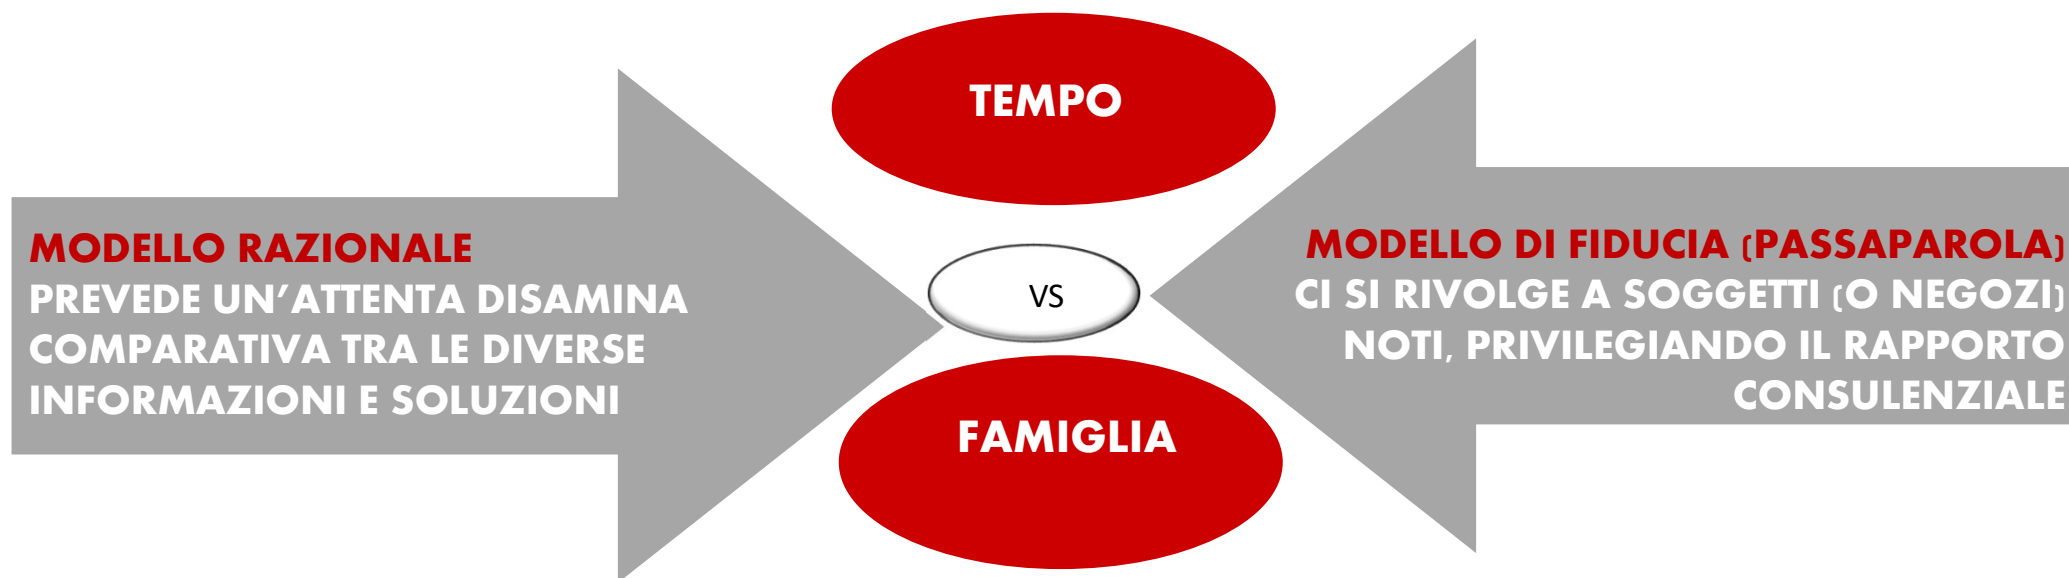 TEMPO
MODELLO RAZIONALE
PREVEDE UN’ATTENTA DISAMINA
COMPARATIVA TRA LE DIVERSE
INFORMAZIONI E SOLUZIONI
VS
MODELLO DI FIDUCIA (PASSAPAROLA)
CI SI RIVOLGE A SOGGETTI (O NEGOZI)
NOTI, PRIVILEGIANDO IL RAPPORTO
CONSULENZIALE
FAMIGLIA